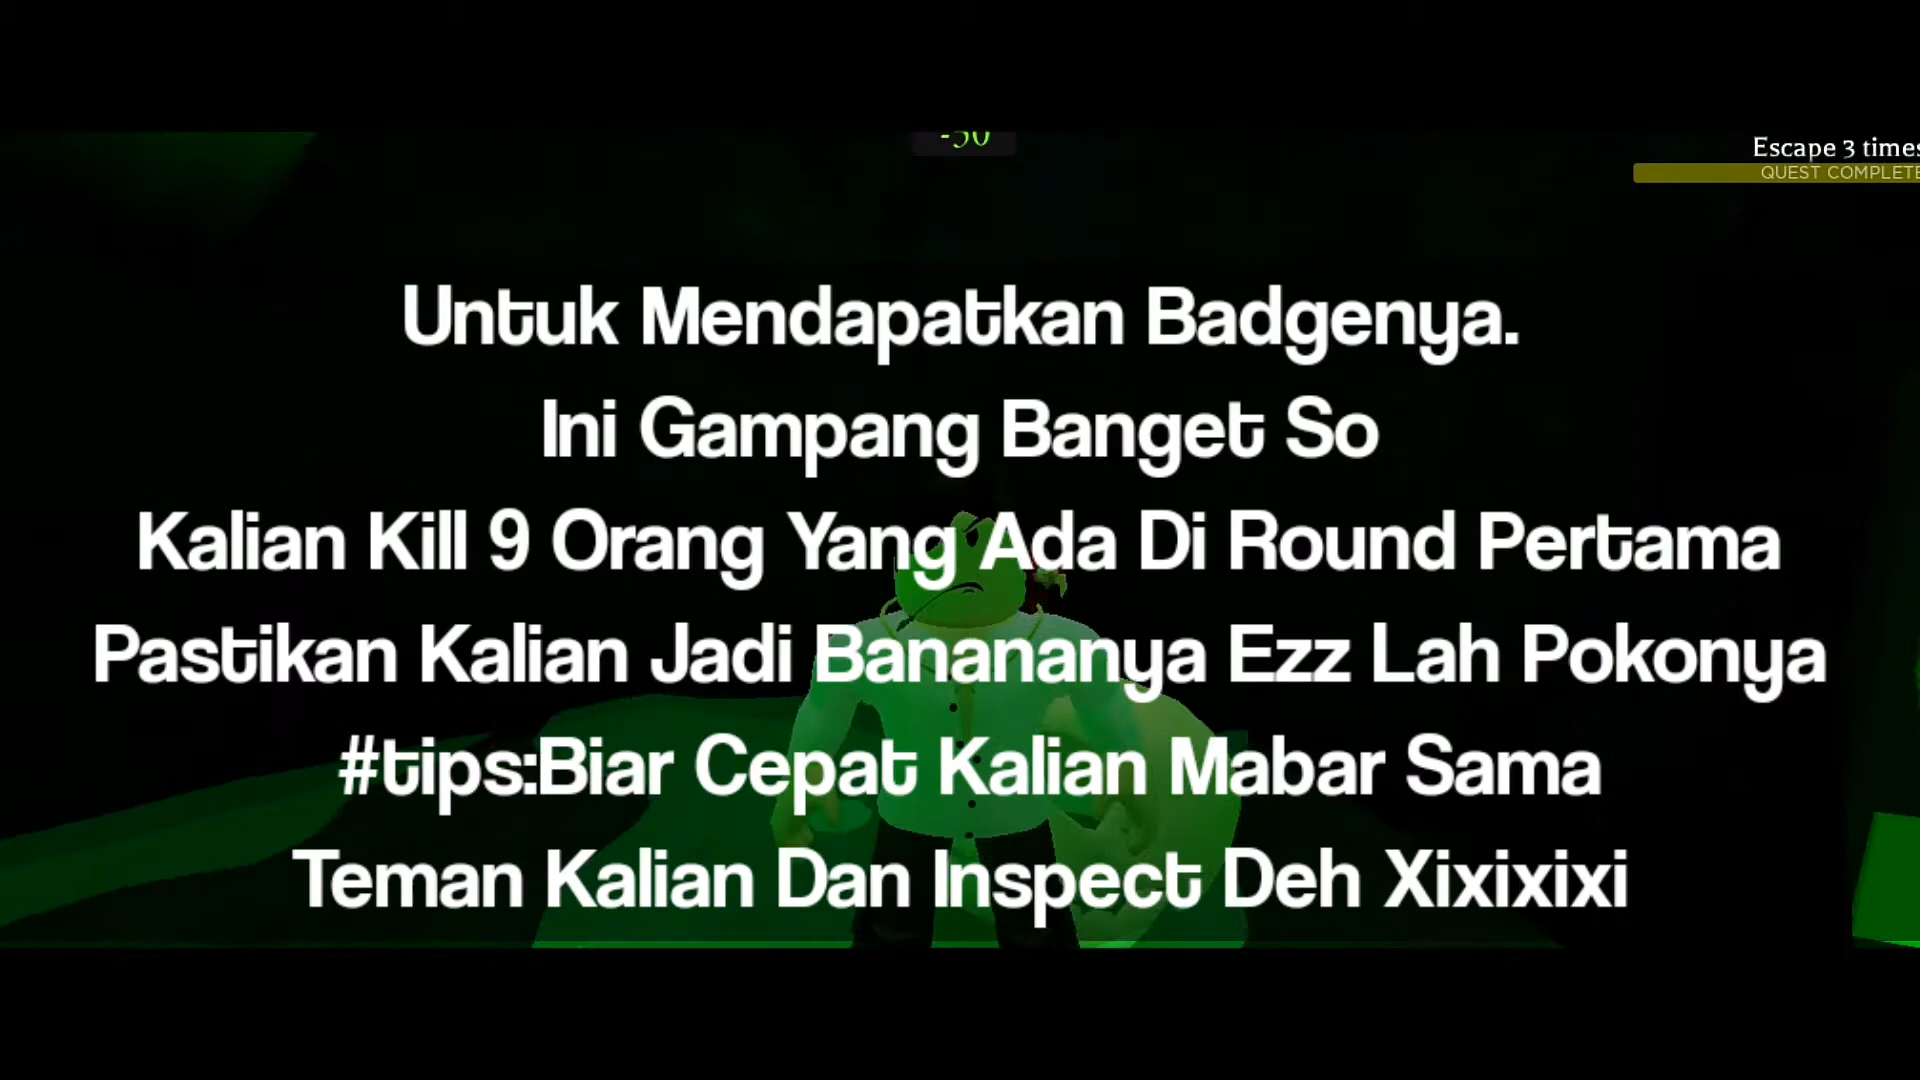 -50
Escape 3 times
QUEST COMPLETE
Untuk Mendapatkan Badgenya.
Ini Gampang Banget So
Kalian Kill 9 Orang Yang Ada Di Round Pertama
Pastikan Kalian Jadi Banananya Ezz Lah Pokonya
#tips:Biar Cepat Kalian Mabar Sama
Teman Kalian Dan Inspect Deh Xixixixi